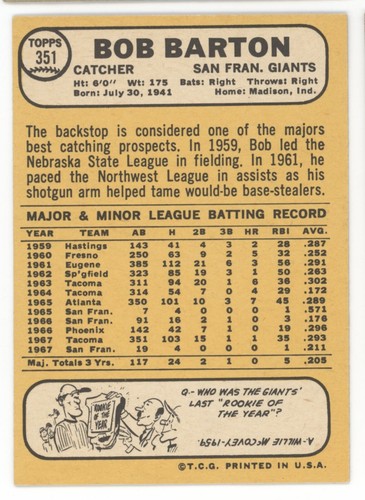 TOPPS
351
BOB BARTON
CATCHER SAN FRAN. GIANTS
Ht: 6'0" Wt: 175 Bats: Right Throws: Right
Born: July 30, 1941 Home: Madison, Ind.
The backstop is considered one of the majors
best catching prospects. In 1959, Bob led the
Nebraska State League in fielding. In 1961, he
paced the Northwest League in assists as his
shotgun arm helped tame would-be base-stealers.
MAJOR & MINOR LEAGUE BATTING RECORD
YEAR TEAM AB H 2B 3B HR RBI AVG.
1959 Hastings 143 41 4 3 2 28 .287
1960 Fresno 250 63 9 2 5 32 .252
1961 Eugene 385 112 21 6 3 56 .291
1962 Sp'gfield 323 85 19 3 1 50 .263
1963 Tacoma 311 94 20 1 6 36 .302
1964 Tacoma 314 54 7 0 4 29 .172
1965 Atlanta 350 101 10 3 7 45 .289
1965 San Fran. 7 4 0 0 0 1 .571
1966 San Fran. 91 16 2 1 0 3 .176
1966 Phoenix 142 42 7 1 0 19 .296
1967 Tacoma 351 103 15 1 1 35 .293
1967 San Fran. 19 4 0 0 0 1 .211
Maj. Totals 3 Yrs. 117 24 2 1 0 5 .205
ROOKIE OF
THE YEAR
Q-- WHO WAS THE GIANTS'
LAST "ROOKIE OF
THE YEAR"?
A-WILLIE McCOVEY-1959.
©T.C.G. PRINTED IN U.S.A.